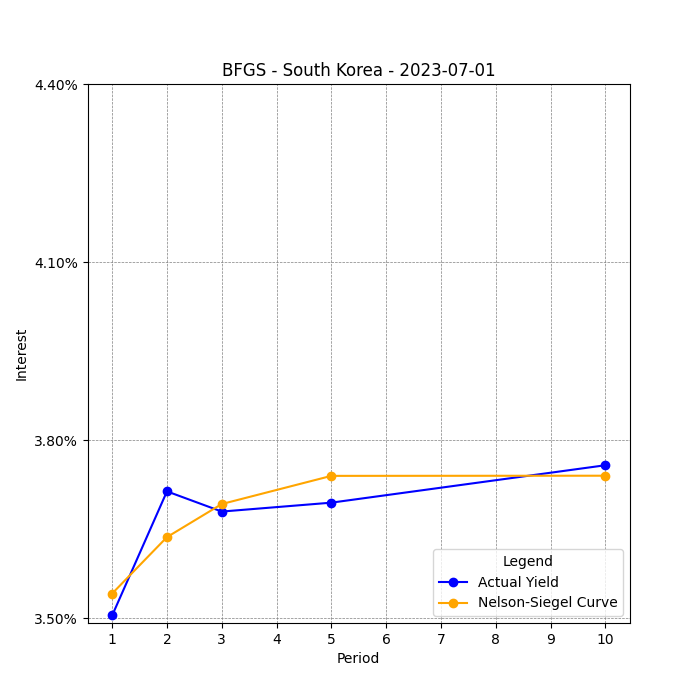 BFGS - South Korea - 2023-07-01
4.40%
4.10%
3.80%
3.50%
Interest
1 2 3 4 5 6 7 8 9 10
Period
Legend
Actual Yield
Nelson-Siegel Curve